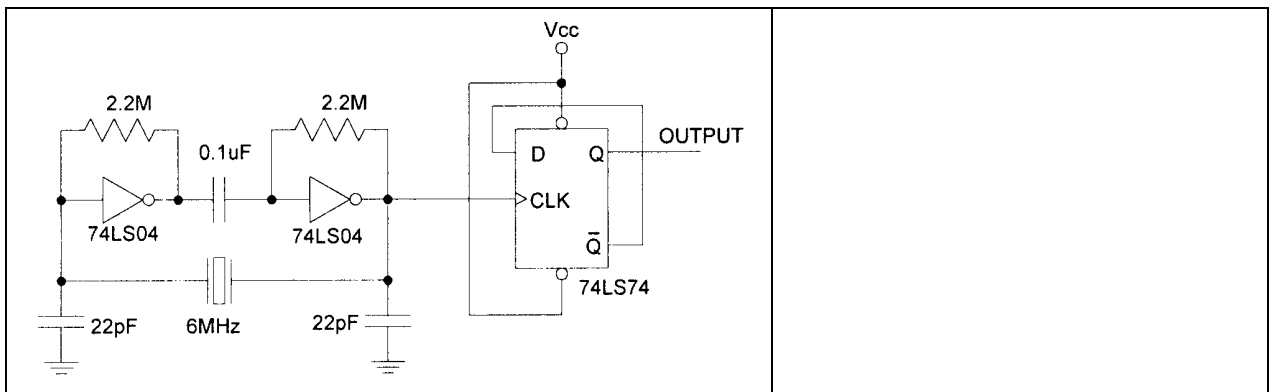 Vcc
2.2M
2.2M
0.1uF
OUTPUT
D
Q
CLK
74LS04
74LS04
Q̅
74LS74
22pF
6MHz
22pF